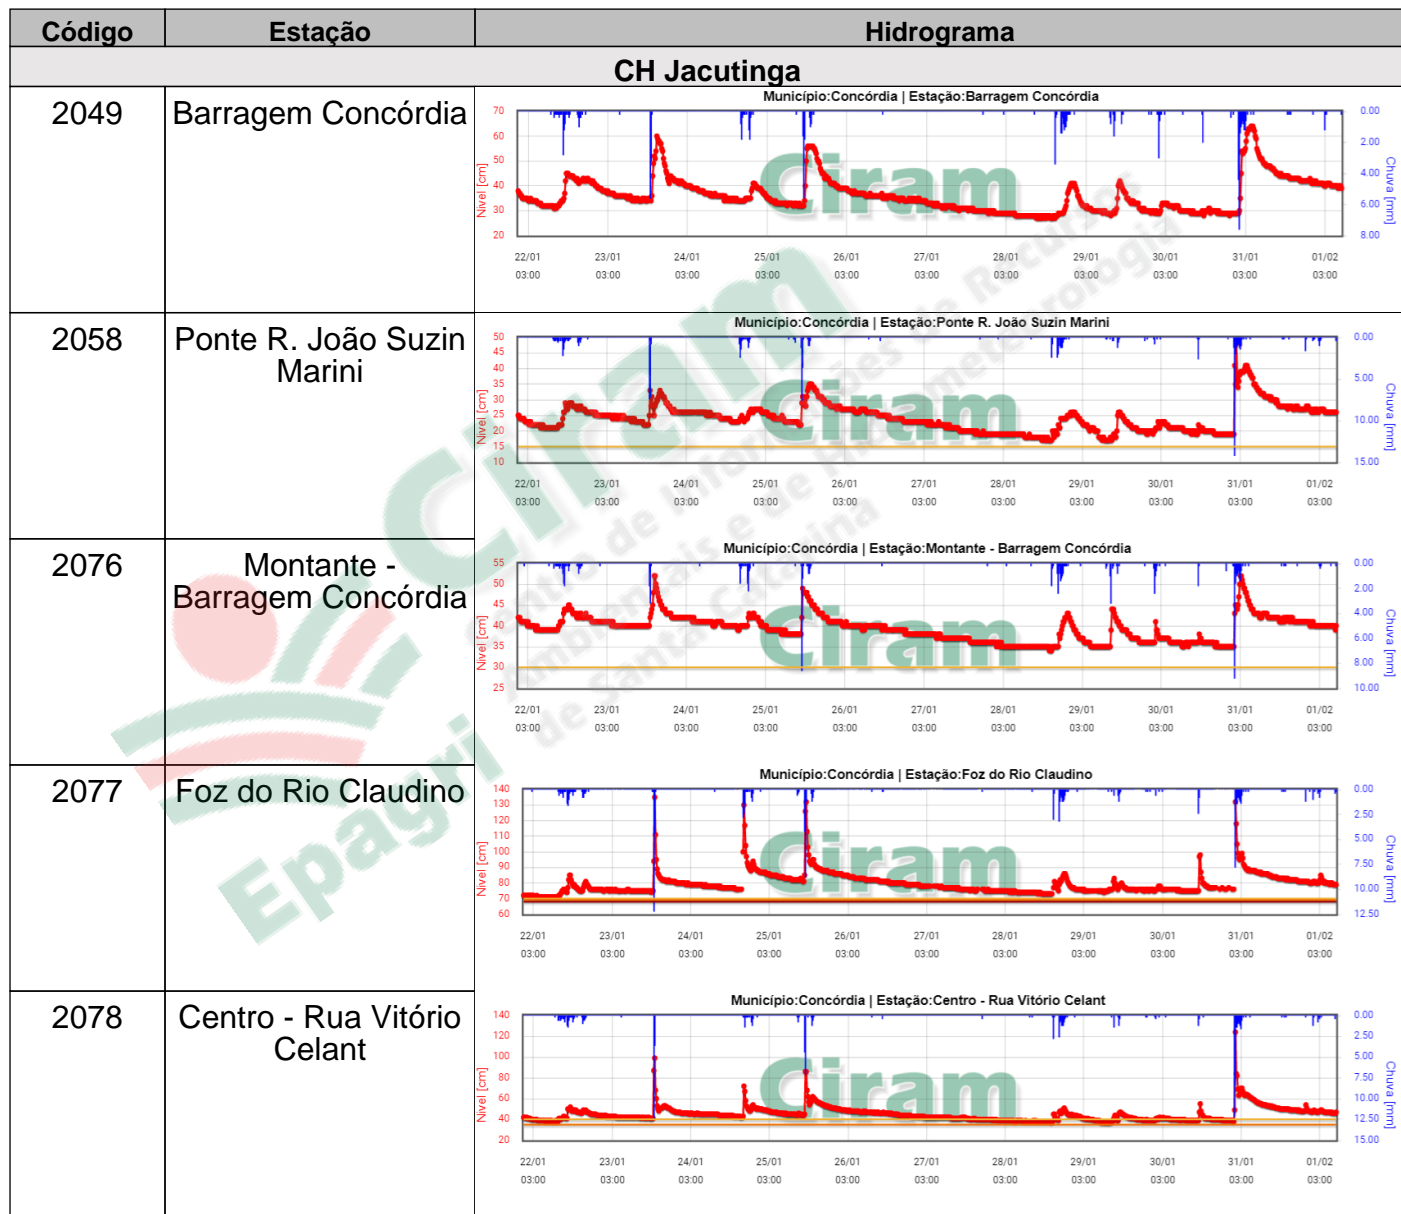 Código Estação Hidrograma
CH Jacutinga
2049 Barragem Concórdia
Município:Concórdia | Estação:Barragem Concórdia
70
60
50
40
30
20
Nível [cm]
0.00
2.00
4.00
6.00
8.00
Chuva [mm]
22/01 23/01 24/01 25/01 26/01 27/01 28/01 29/01 30/01 31/01 01/02
03:00 03:00 03:00 03:00 03:00 03:00 03:00 03:00 03:00 03:00 03:00
2058 Ponte R. João Suzin
Marini
Município:Concórdia | Estação:Ponte R. João Suzin Marini
50
45
40
35
30
25
20
15
10
Nível [cm]
0.00
5.00
10.00
15.00
Chuva [mm]
22/01 23/01 24/01 25/01 26/01 27/01 28/01 29/01 30/01 31/01 01/02
03:00 03:00 03:00 03:00 03:00 03:00 03:00 03:00 03:00 03:00 03:00
2076 Montante -
Barragem Concórdia
Município:Concórdia | Estação:Montante - Barragem Concórdia
55
50
45
40
35
30
25
Nível [cm]
0.00
2.00
4.00
6.00
8.00
10.00
Chuva [mm]
22/01 23/01 24/01 25/01 26/01 27/01 28/01 29/01 30/01 31/01 01/02
03:00 03:00 03:00 03:00 03:00 03:00 03:00 03:00 03:00 03:00 03:00
2077 Foz do Rio Claudino
Município:Concórdia | Estação:Foz do Rio Claudino
140
130
120
110
100
90
80
70
60
Nível [cm]
0.00
2.50
5.00
7.50
10.00
12.50
Chuva [mm]
22/01 23/01 24/01 25/01 26/01 27/01 28/01 29/01 30/01 31/01 01/02
03:00 03:00 03:00 03:00 03:00 03:00 03:00 03:00 03:00 03:00 03:00
2078 Centro - Rua Vitório
Celant
Município:Concórdia | Estação:Centro - Rua Vitório Celant
140
120
100
80
60
40
20
Nível [cm]
0.00
2.50
5.00
7.50
10.00
12.50
15.00
Chuva [mm]
22/01 23/01 24/01 25/01 26/01 27/01 28/01 29/01 30/01 31/01 01/02
03:00 03:00 03:00 03:00 03:00 03:00 03:00 03:00 03:00 03:00 03:00
Ciram
Ciram
Ciram
Ciram
Ciram
Epagri
Ciram
Centro de Informações de Recursos
Ambientais e de Hidrometeorologia
de Santa Catarina